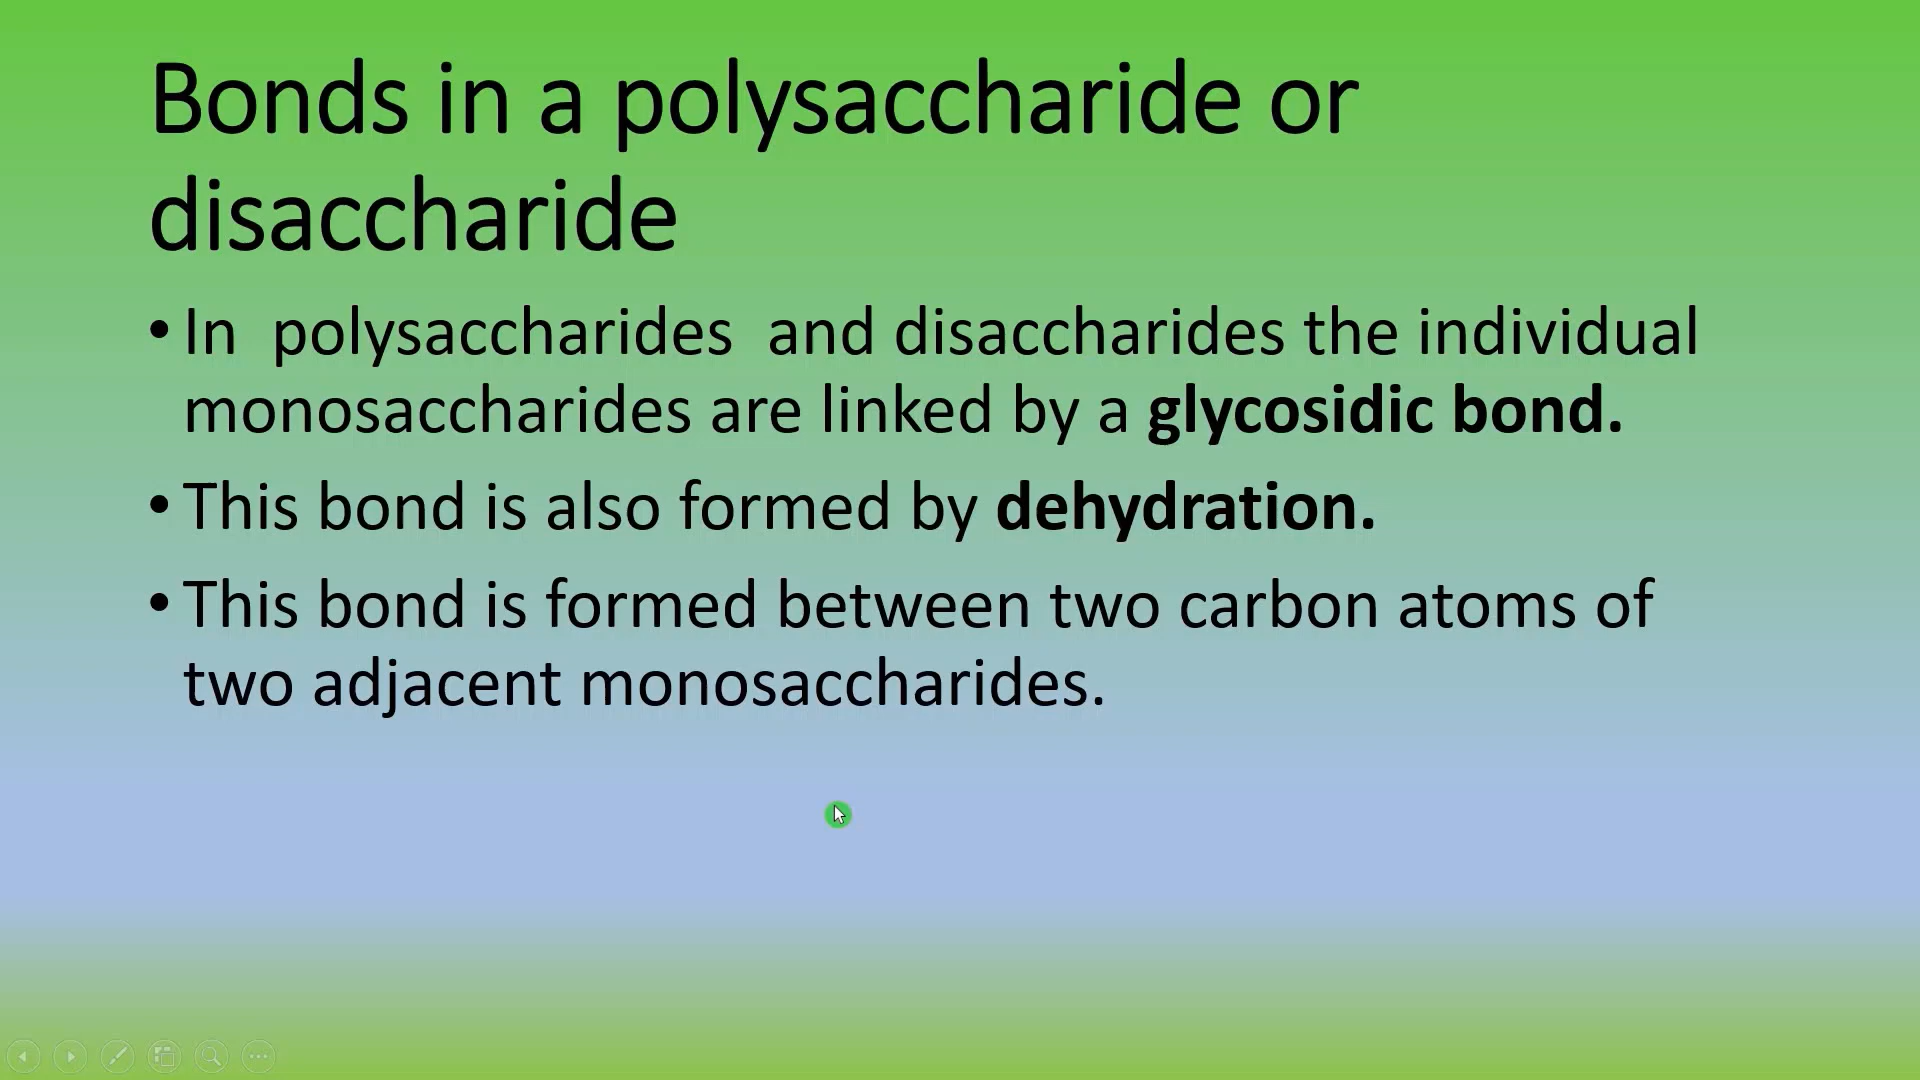 Bonds in a polysaccharide or
disaccharide
• In  polysaccharides  and disaccharides the individual
monosaccharides are linked by a glycosidic bond.
• This bond is also formed by dehydration.
• This bond is formed between two carbon atoms of
two adjacent monosaccharides.